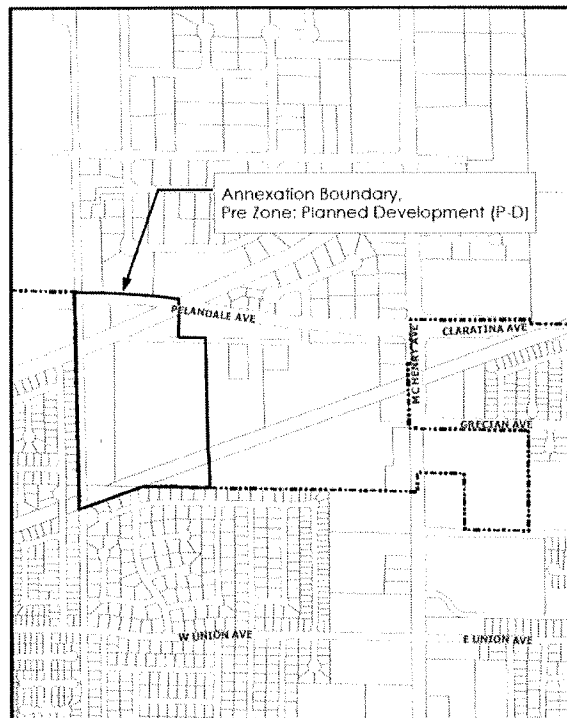 Annexation Boundary,
Pre Zone: Planned Development (P-D)
PELANDALE AVE
CLARATINA AVE
MC HENRY AVE
GRECIAN AVE
W UNION AVE
E UNION AVE